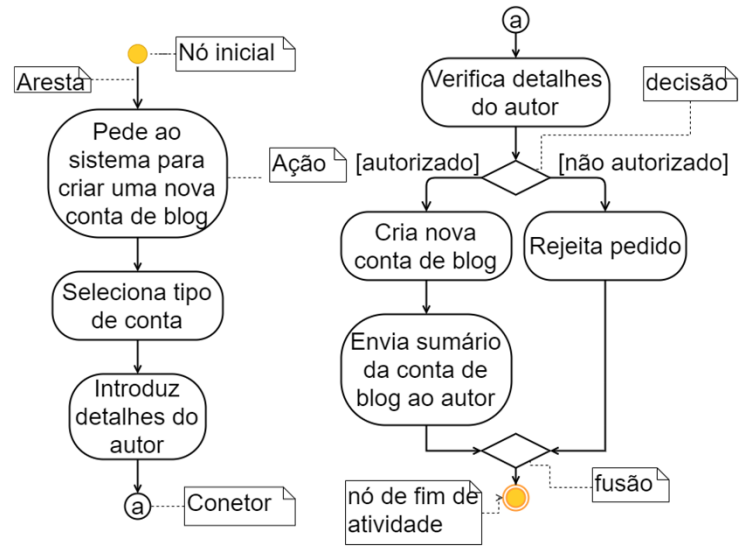 Nó inicial
Aresta
Pede ao
sistema para
criar uma nova
conta de blog
Ação
Seleciona tipo
de conta
Introduz
detalhes do
autor
a
Conetor
a
Verifica detalhes
do autor
decisão
[autorizado]
[não autorizado]
Cria nova
conta de blog
Rejeita pedido
Envia sumário
da conta de
blog ao autor
fusão
nó de fim de
atividade